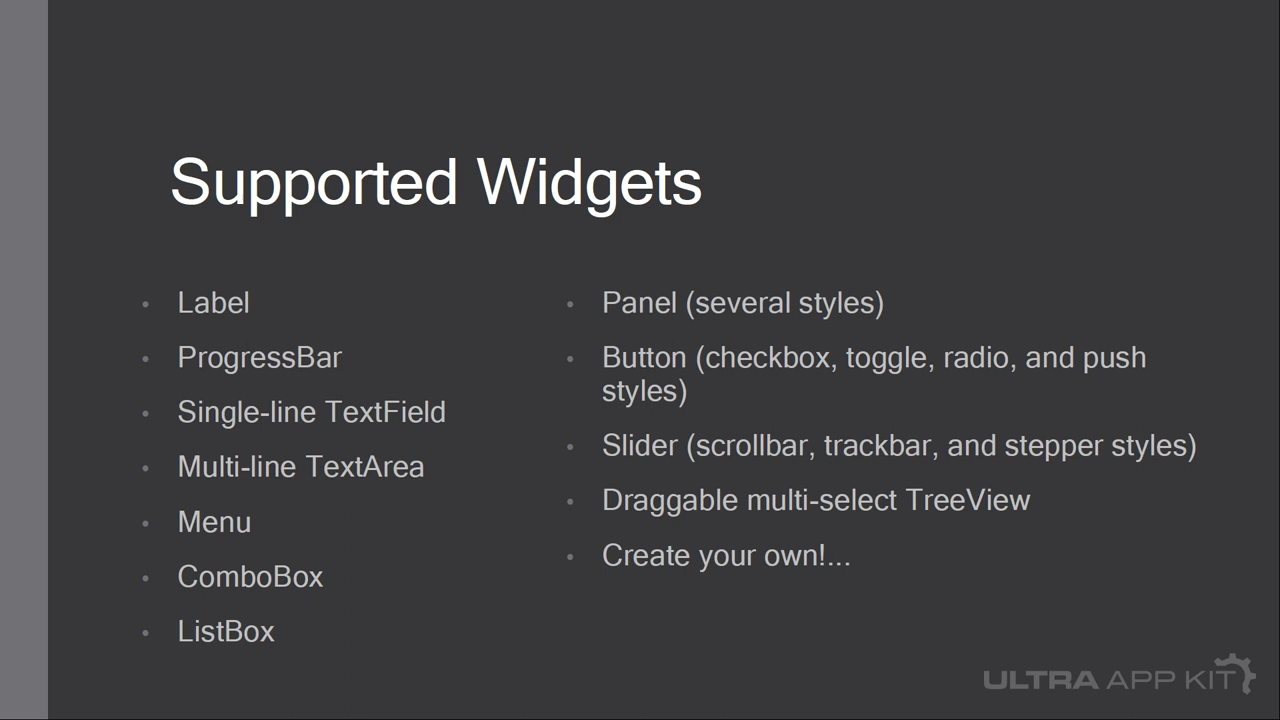 Supported Widgets
• Label
• ProgressBar
• Single-line TextField
• Multi-line TextArea
• Menu
• ComboBox
• ListBox
• Panel (several styles)
• Button (checkbox, toggle, radio, and push
styles)
• Slider (scrollbar, trackbar, and stepper styles)
• Draggable multi-select TreeView
• Create your own!...
ULTRA APP KIT